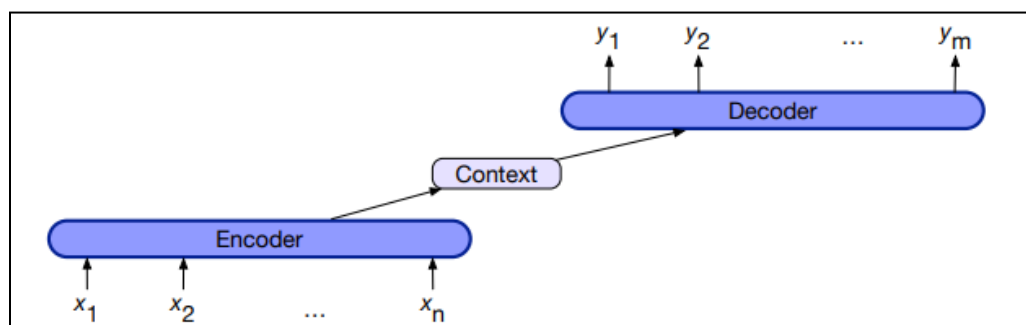 y1 y2 ... ym
Decoder
Context
Encoder
x1 x2 ... xn